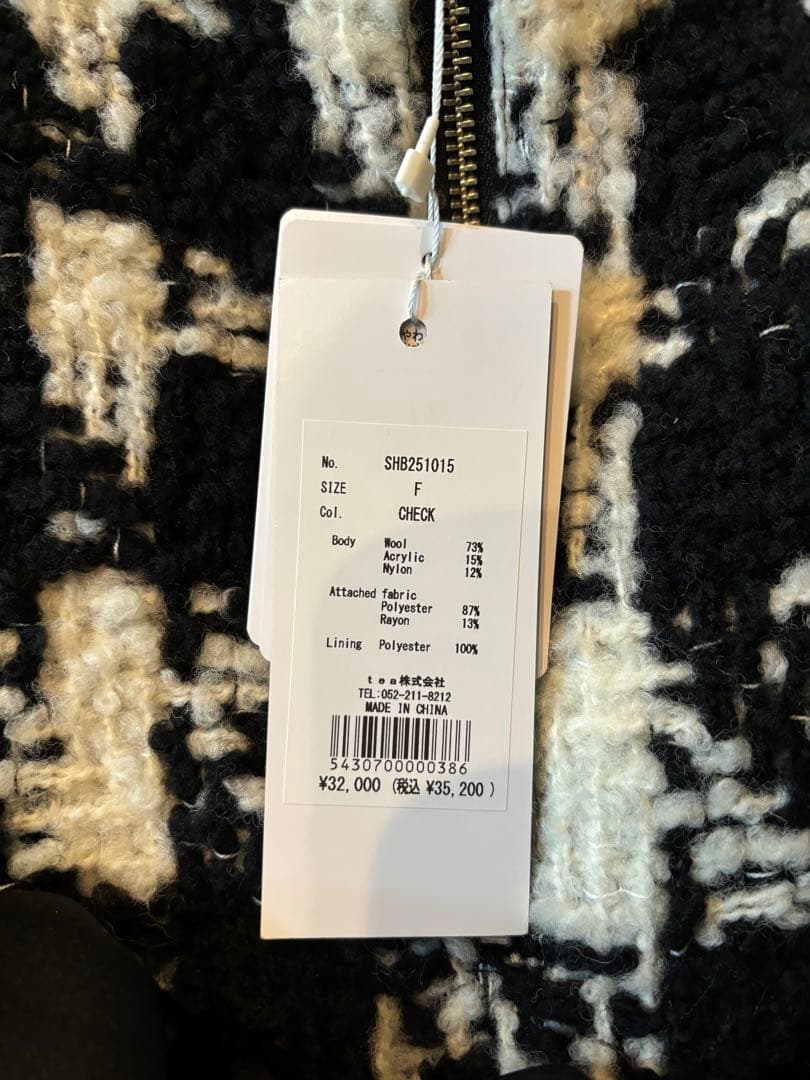 やわ
No. SHB251015
SIZE F
Col. CHECK
Body Wool 73%
Acrylic 15%
Nylon 12%
Attached fabric
Polyester 87%
Rayon 13%
Lining Polyester 100%
tea株式会社
TEL:052-211-8212
MADE IN CHINA
5430700000386
¥32,000 (税込 ¥35,200 )